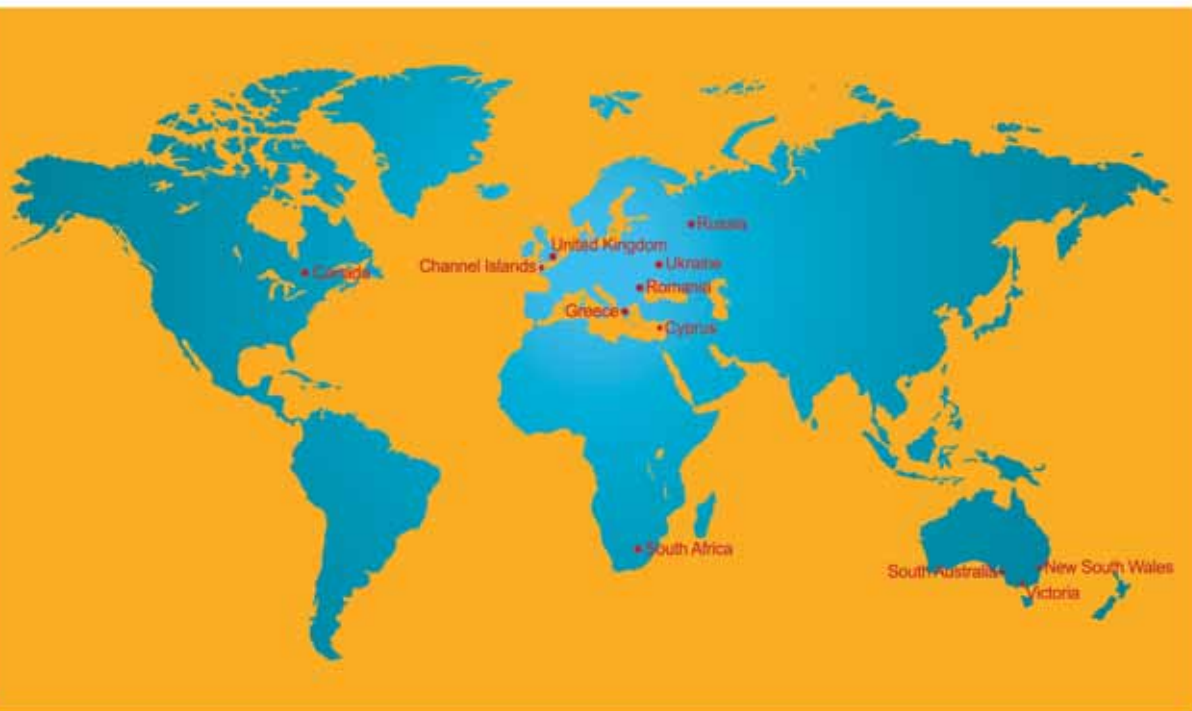 Russia
United Kingdom
Ukraine
Channel Islands
Canada
Romania
Greece
Cyprus
South Africa
New South Wales
South Australia
Victoria